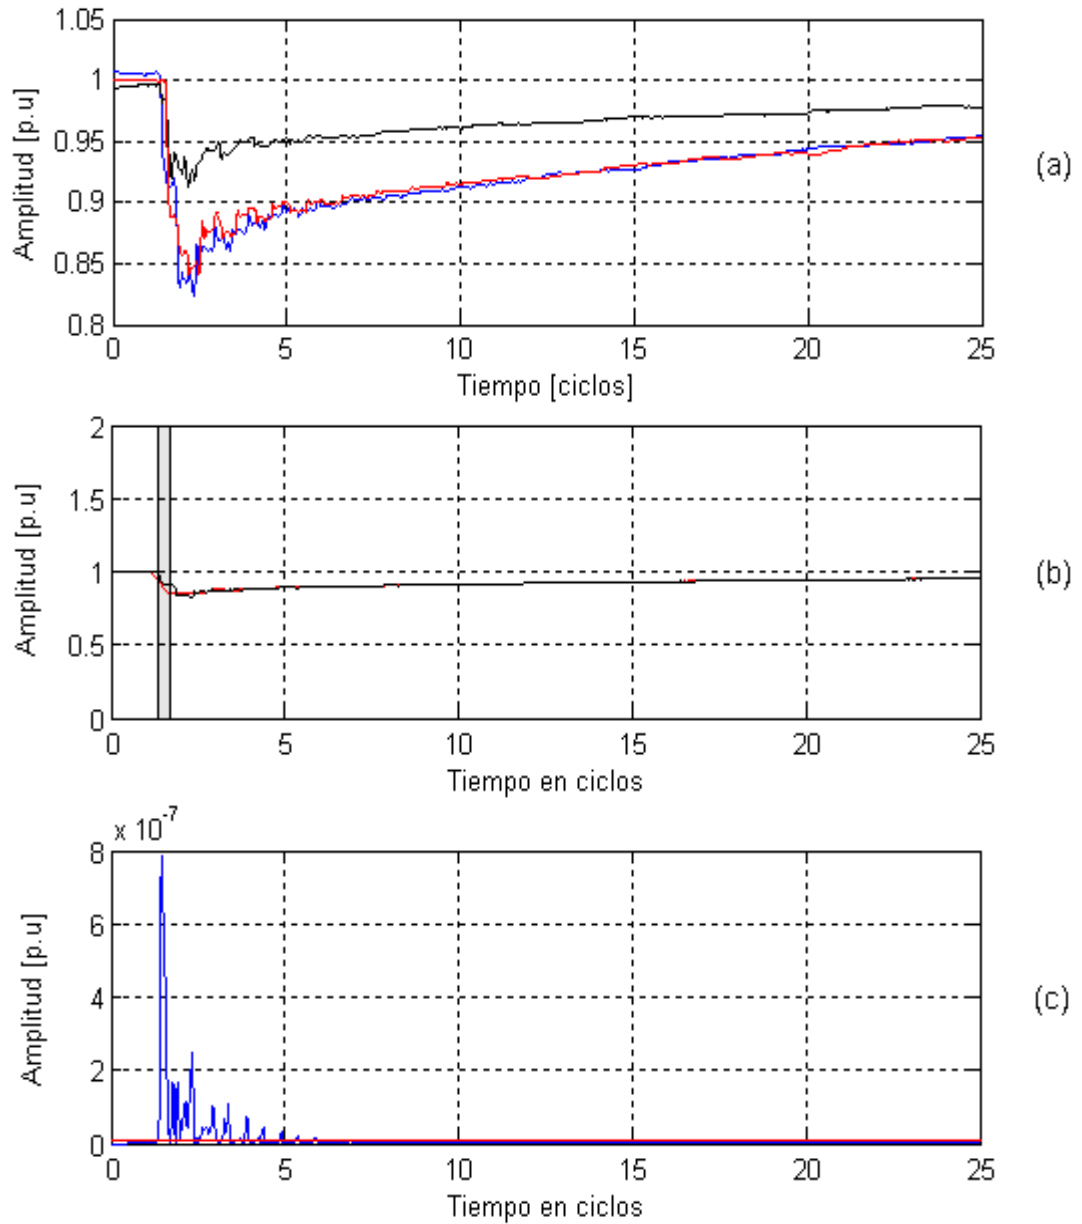 1.05
1
0.95
0.9
0.85
0.8
Amplitud [p.u]
0 5 10 15 20 25
Tiempo [ciclos]
(a)
2
1.5
1
0.5
0
Amplitud [p.u]
0 5 10 15 20 25
Tiempo en ciclos
(b)
x 10⁻⁷
8
6
4
2
0
Amplitud [p.u]
0 5 10 15 20 25
Tiempo en ciclos
(c)